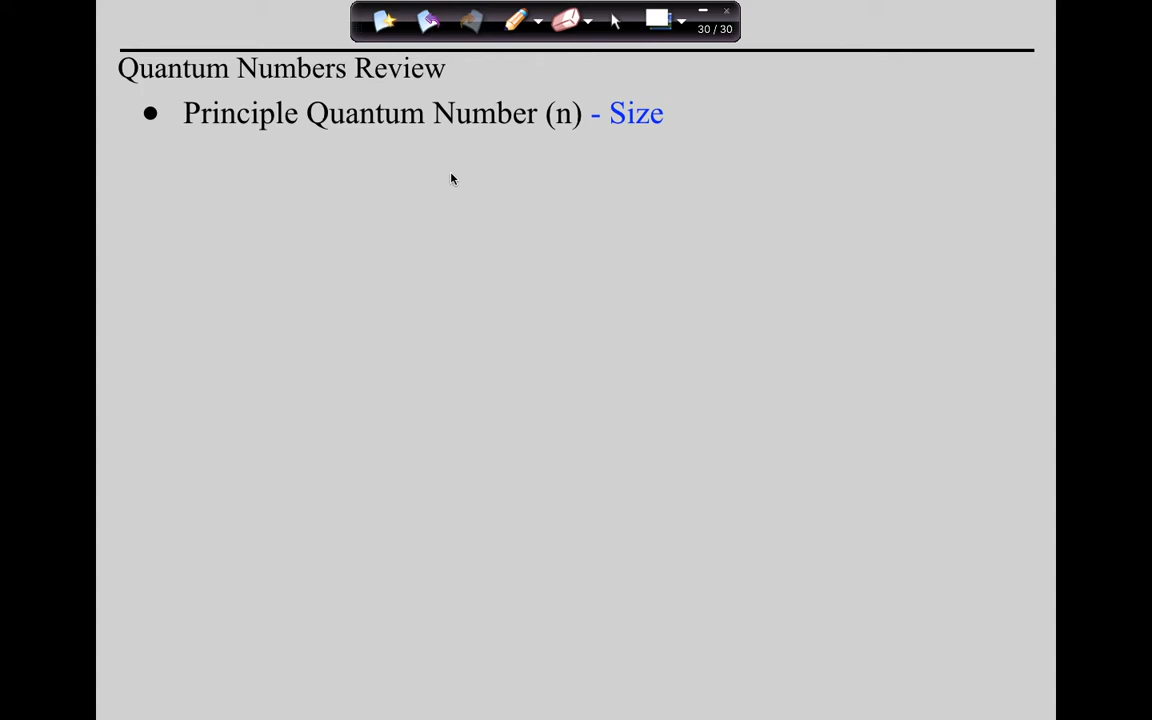 30 / 30
Quantum Numbers Review
● Principle Quantum Number (n) - Size